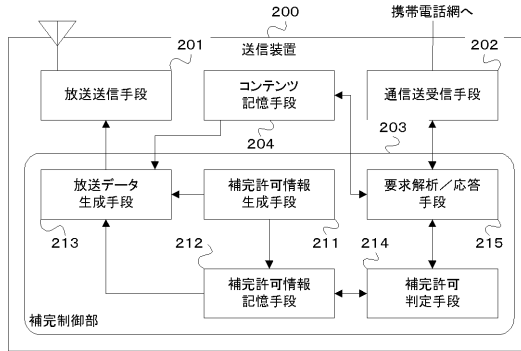 200
携帯電話網へ
送信装置
201
202
放送送信手段
コンテンツ
記憶手段
通信送受信手段
204
203
放送データ
生成手段
補完許可情報
生成手段
要求解析／応答
手段
213
212
211
214
215
補完許可情報
記憶手段
補完許可
判定手段
補完制御部